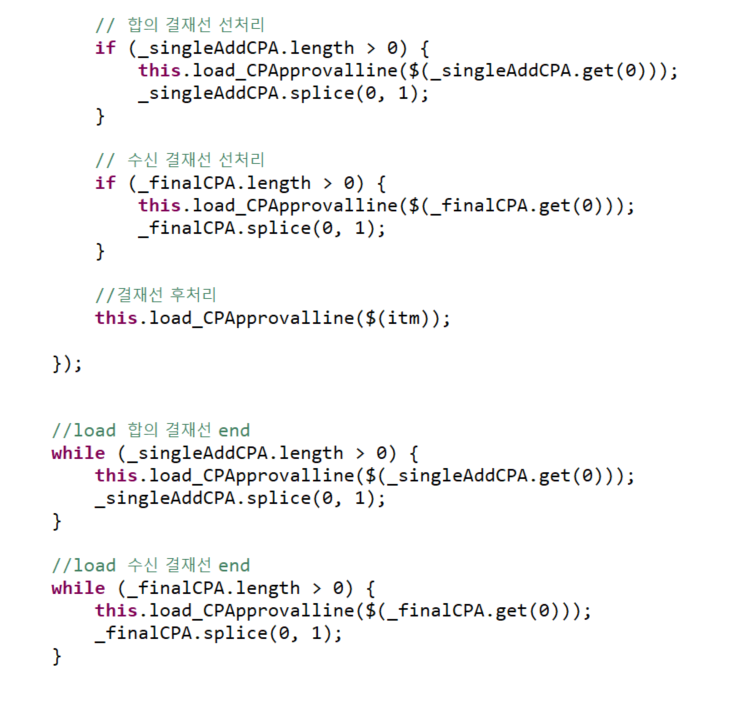 // 합의 결재선 선처리
if (_singleAddCPA.length > 0) {
this.load_CPApprovalline($(_singleAddCPA.get(0)));
_singleAddCPA.splice(0, 1);
}
// 수신 결재선 선처리
if (_finalCPA.length > 0) {
this.load_CPApprovalline($(_finalCPA.get(0)));
_finalCPA.splice(0, 1);
}
//결재선 후처리
this.load_CPApprovalline($(itm));
});
//load 합의 결재선 end
while (_singleAddCPA.length > 0) {
this.load_CPApprovalline($(_singleAddCPA.get(0)));
_singleAddCPA.splice(0, 1);
}
//load 수신 결재선 end
while (_finalCPA.length > 0) {
this.load_CPApprovalline($(_finalCPA.get(0)));
_finalCPA.splice(0, 1);
}